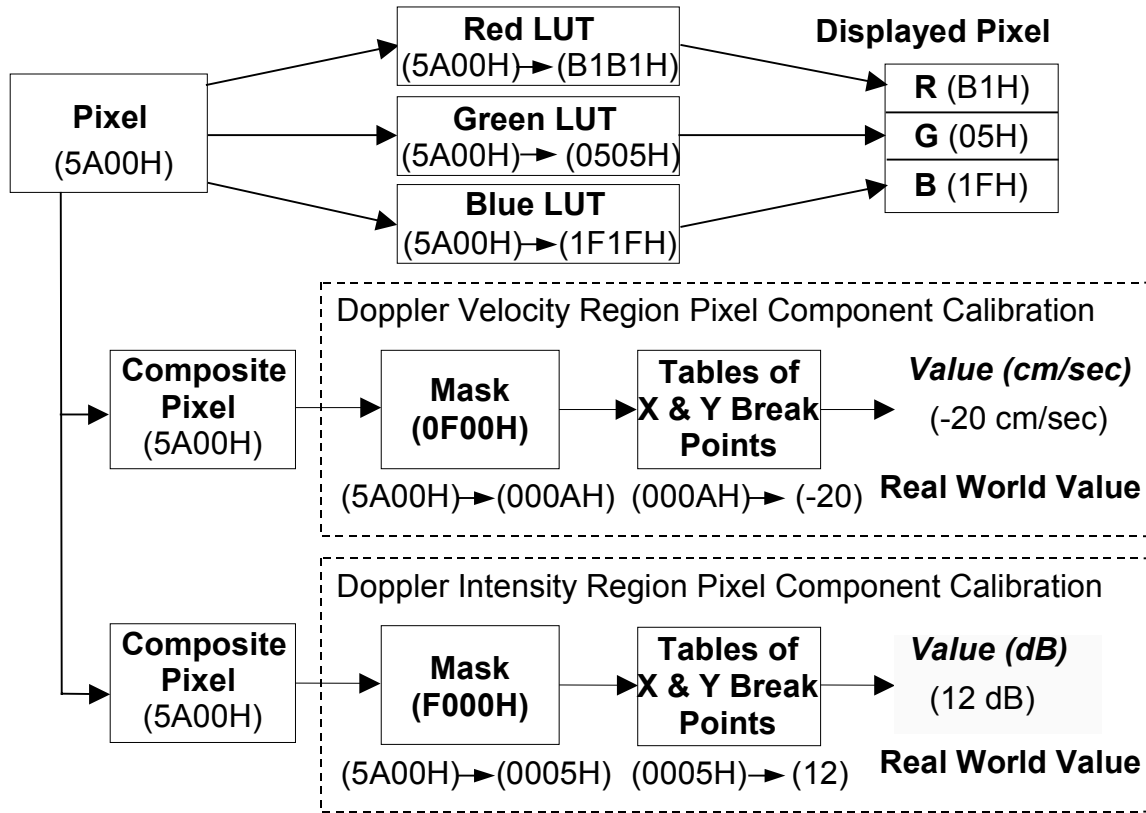 Red LUT
(5A00H)→(B1B1H)
Displayed Pixel
Pixel
(5A00H)
Green LUT
(5A00H)→(0505H)
R (B1H)
G (05H)
B (1FH)
Blue LUT
(5A00H)→(1F1FH)
Doppler Velocity Region Pixel Component Calibration
Composite
Pixel
(5A00H)
Mask
(0F00H)
Tables of
X & Y Break
Points
Value (cm/sec)
(-20 cm/sec)
(5A00H)→(000AH)
(000AH)→(-20)
Real World Value
Doppler Intensity Region Pixel Component Calibration
Composite
Pixel
(5A00H)
Mask
(F000H)
Tables of
X & Y Break
Points
Value (dB)
(12 dB)
(5A00H)→(0005H)
(0005H)→(12)
Real World Value